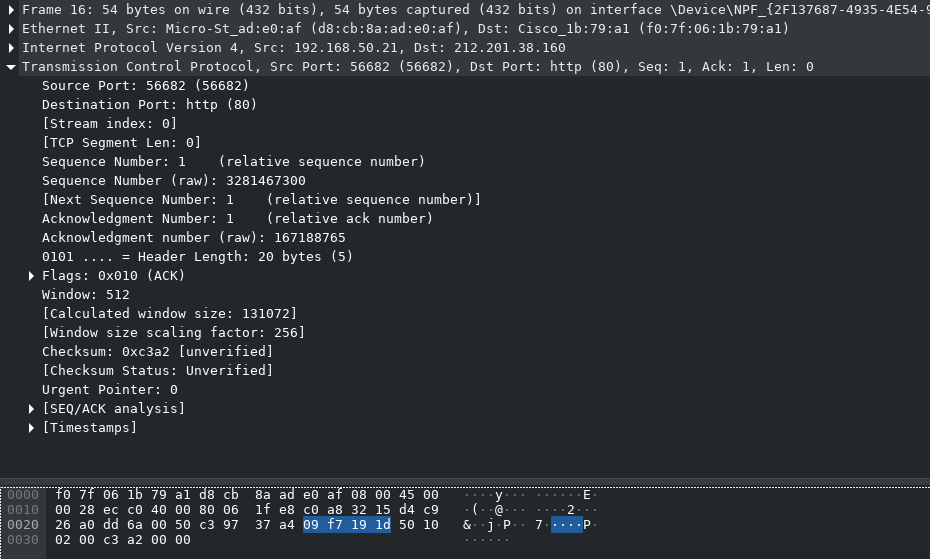 Frame 16: 54 bytes on wire (432 bits), 54 bytes captured (432 bits) on interface \Device\NPF_{2F137687-4935-4E54-9
Ethernet II, Src: Micro-St_ad:e0:af (d8:cb:8a:ad:e0:af), Dst: Cisco_1b:79:a1 (f0:7f:06:1b:79:a1)
Internet Protocol Version 4, Src: 192.168.50.21, Dst: 212.201.38.160
Transmission Control Protocol, Src Port: 56682 (56682), Dst Port: http (80), Seq: 1, Ack: 1, Len: 0
Source Port: 56682 (56682)
Destination Port: http (80)
[Stream index: 0]
[TCP Segment Len: 0]
Sequence Number: 1    (relative sequence number)
Sequence Number (raw): 3281467300
[Next Sequence Number: 1    (relative sequence number)]
Acknowledgment Number: 1    (relative ack number)
Acknowledgment number (raw): 167188765
0101 .... = Header Length: 20 bytes (5)
Flags: 0x010 (ACK)
Window: 512
[Calculated window size: 131072]
[Window size scaling factor: 256]
Checksum: 0xc3a2 [unverified]
[Checksum Status: Unverified]
Urgent Pointer: 0
[SEQ/ACK analysis]
[Timestamps]
0000 f0 7f 06 1b 79 a1 d8 cb  8a ad e0 af 08 00 45 00 ····y··· ······E·
0010 00 28 ec c0 40 00 80 06  1f e8 c0 a8 32 15 d4 c9 ·(··@··· ····2···
0020 26 a0 dd 6a 00 50 c3 97  37 a4 09 f7 19 1d 50 10 &··j·P·· 7·····P·
0030 02 00 c3 a2 00 00 ······